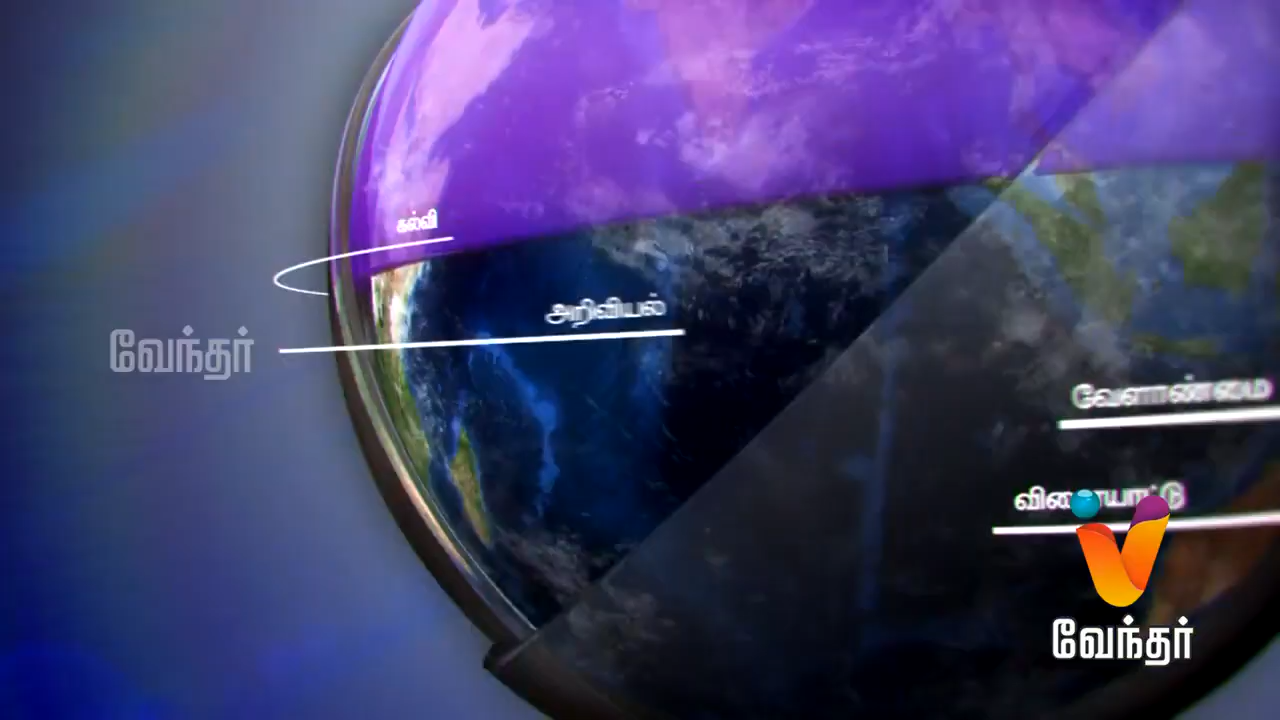 கல்வி
அறிவியல்
வேந்தர்
வேளாண்மை
விளையாட்டு
வேந்தர்